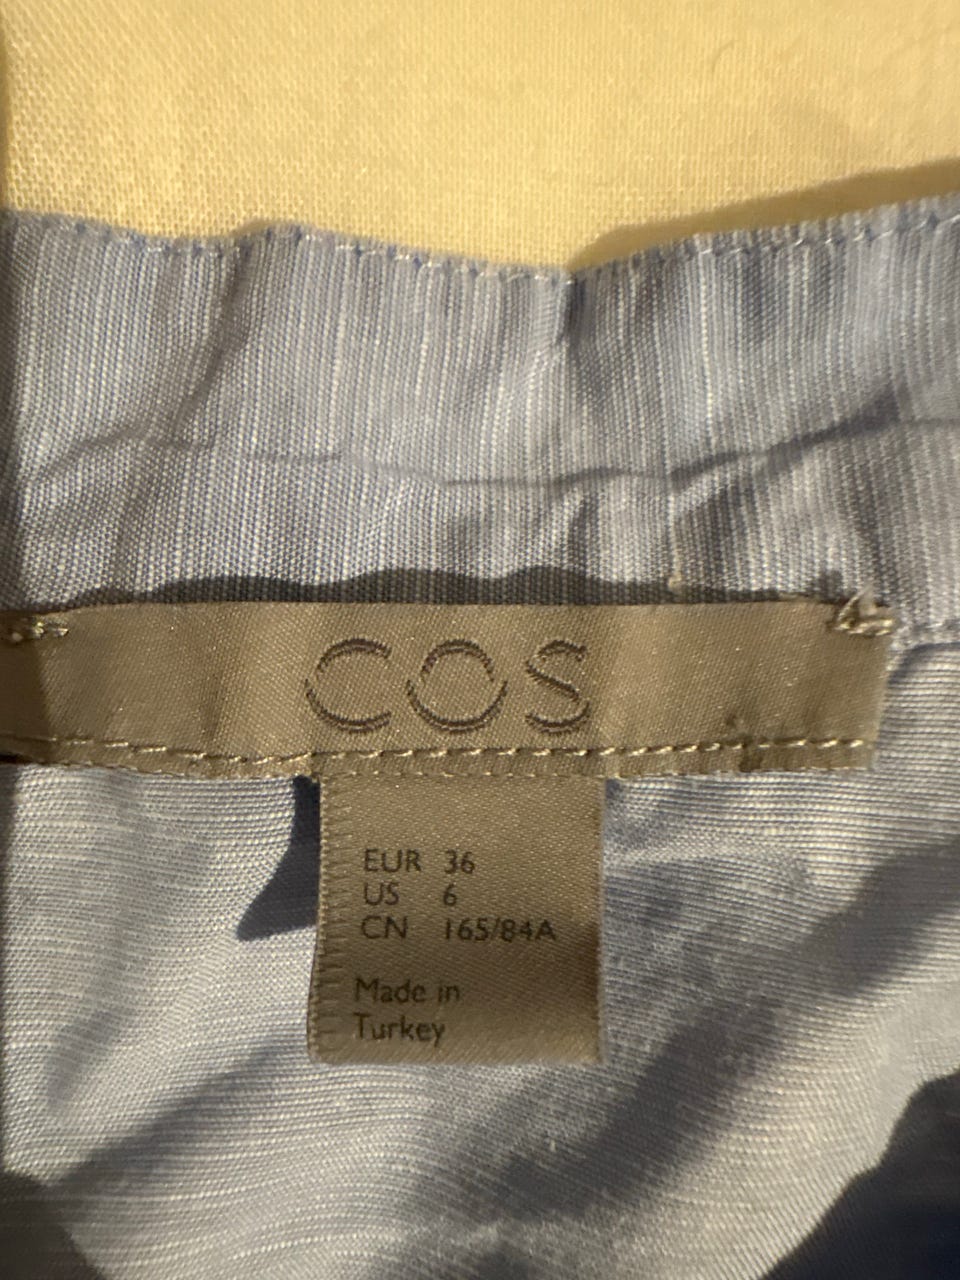 COS
EUR 36
US 6
CN 165/84A
Made in
Turkey